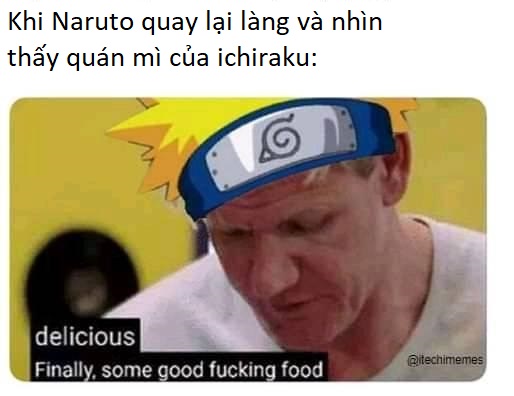 Khi Naruto quay lại làng và nhìn
thấy quán mì của ichiraku:
delicious
Finally, some good fucking food
@itechimemes